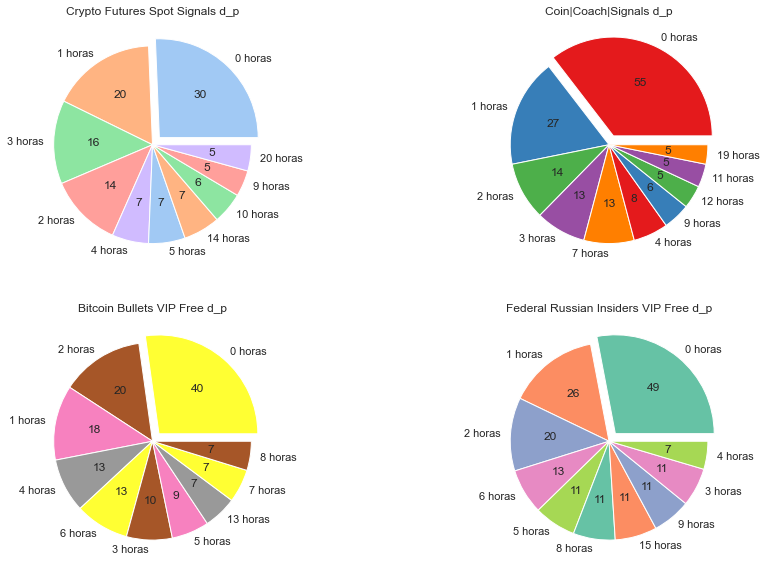 Crypto Futures Spot Signals d_p
0 horas
30
1 horas
20
3 horas
16
2 horas
14
4 horas
7
5 horas
7
14 horas
7
10 horas
6
9 horas
5
20 horas
5
Coin|Coach|Signals d_p
0 horas
55
1 horas
27
2 horas
14
3 horas
13
7 horas
13
4 horas
8
9 horas
6
12 horas
5
11 horas
5
19 horas
5
Bitcoin Bullets VIP Free d_p
0 horas
40
2 horas
20
1 horas
18
4 horas
13
6 horas
13
3 horas
10
5 horas
9
13 horas
7
7 horas
7
8 horas
7
Federal Russian Insiders VIP Free d_p
0 horas
49
1 horas
26
2 horas
20
6 horas
13
5 horas
11
8 horas
11
15 horas
11
9 horas
11
3 horas
11
4 horas
7